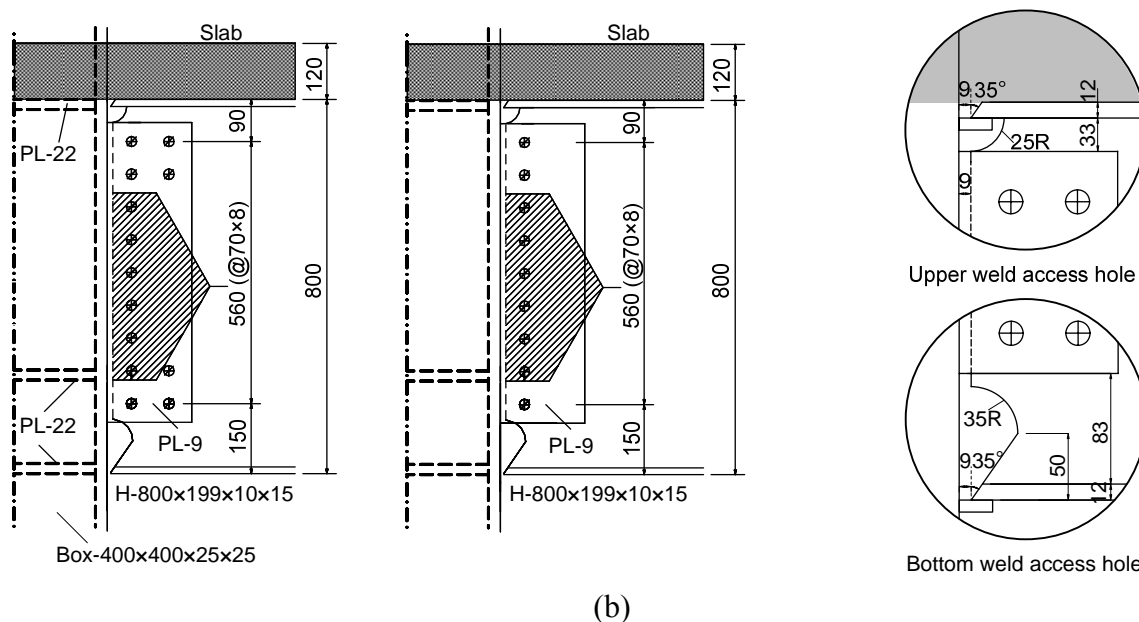 Slab
120
90
PL-22
560 (@70×8)
800
PL-22
PL-9
150
H-800×199×10×15
Box-400×400×25×25
Slab
120
90
560 (@70×8)
800
PL-9
150
H-800×199×10×15
9 35°
12
25R
33
9
Upper weld access hole
35R
83
9 35°
50
12
Bottom weld access hole
(b)